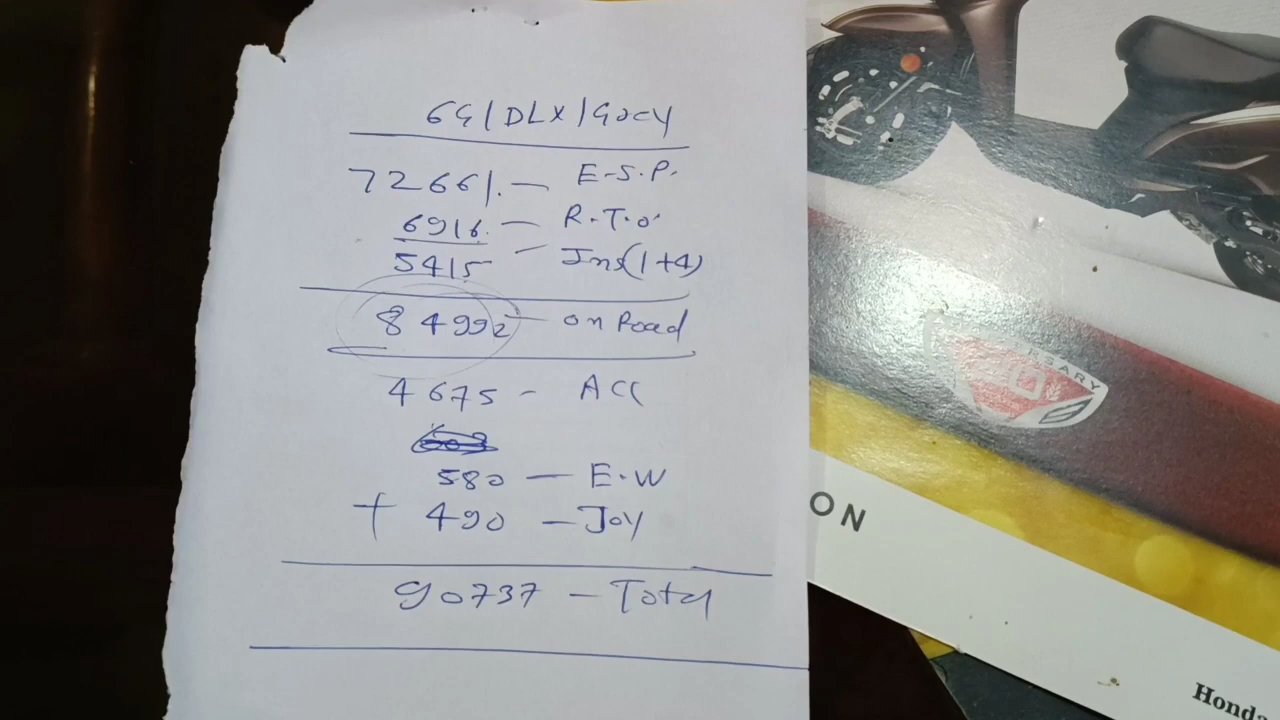 6G/DLX/Gocy
72661. — E.S.P.
6916. — R.T.O.
5415 — Ins(1+4)
84992 — on Road
4675 - Acc
580 — E.W
+ 490 — Joy
90737 — Total
RSARY
ON
Honda